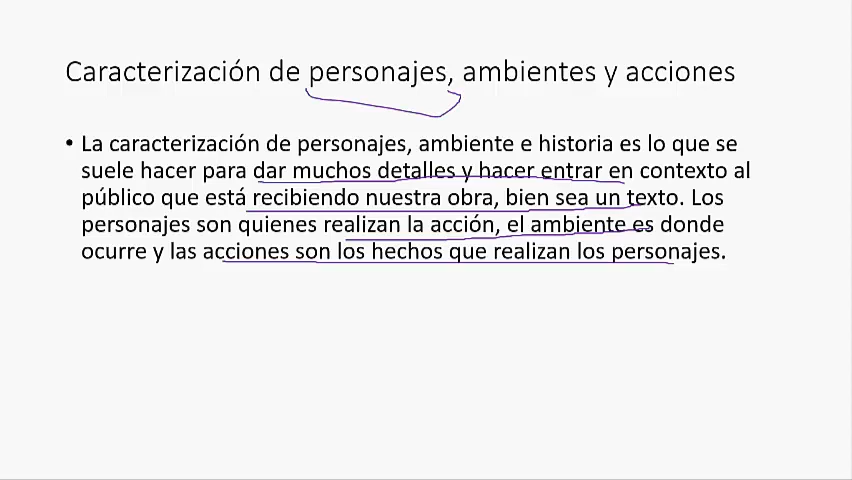 Caracterización de personajes, ambientes y acciones
• La caracterización de personajes, ambiente e historia es lo que se
suele hacer para dar muchos detalles y hacer entrar en contexto al
público que está recibiendo nuestra obra, bien sea un texto. Los
personajes son quienes realizan la acción, el ambiente es donde
ocurre y las acciones son los hechos que realizan los personajes.